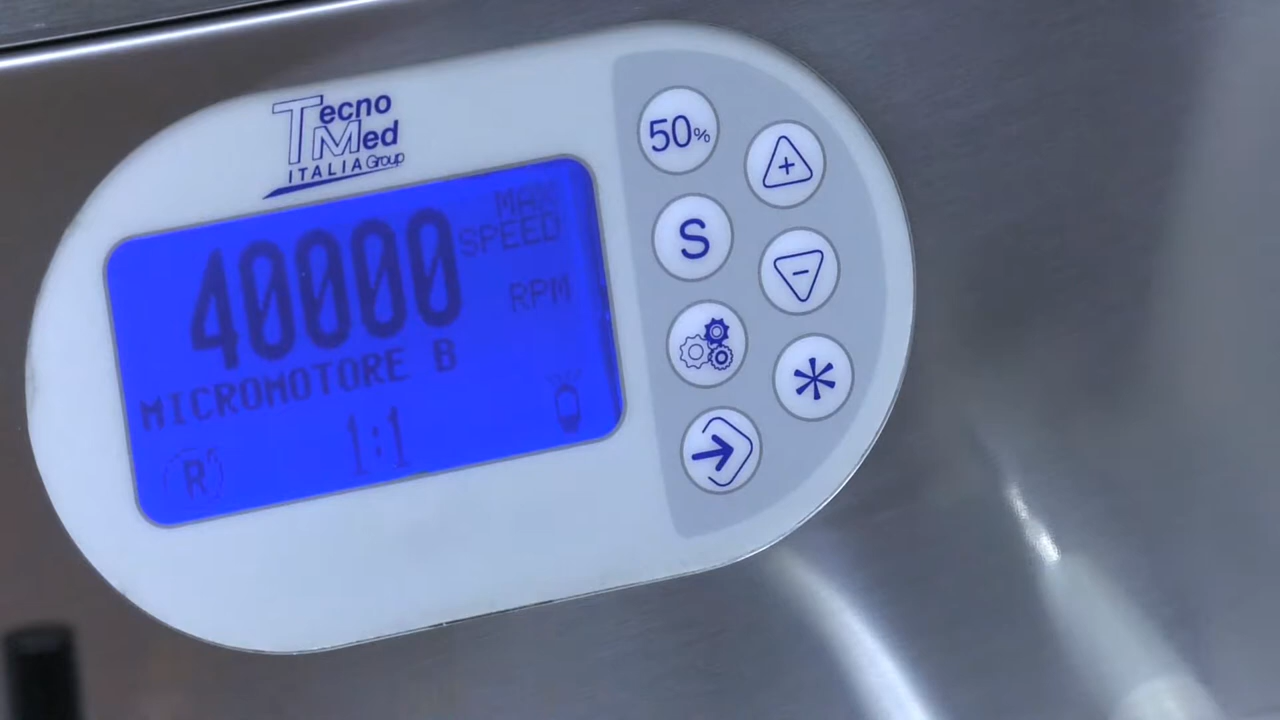 Tecno
Med
ITALIA Group
MAX
40000 SPEED
RPM
MICROMOTORE B
R 1:1
50%
+
S
-
*